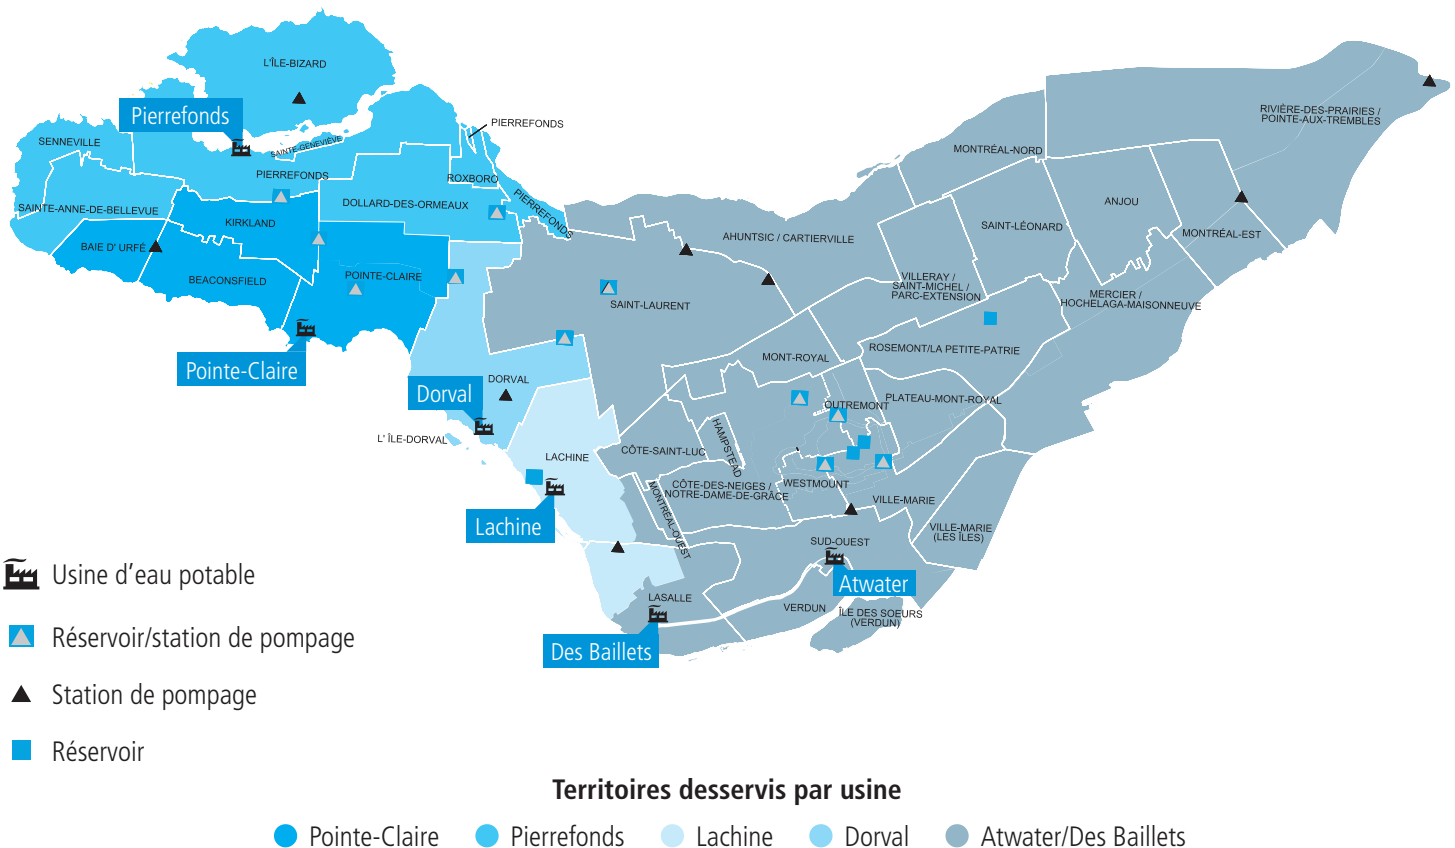 L'ÎLE-BIZARD
Pierrefonds
SENNEVILLE
SAINTE-GENEVIÈVE
PIERREFONDS
PIERREFONDS
ROXBORO
SAINTE-ANNE-DE-BELLEVUE
DOLLARD-DES-ORMEAUX
PIERREFONDS
KIRKLAND
BAIE D' URFÉ
BEACONSFIELD
POINTE-CLAIRE
Pointe-Claire
RIVIÈRE-DES-PRAIRIES /
POINTE-AUX-TREMBLES
MONTRÉAL-NORD
ANJOU
SAINT-LÉONARD
MONTRÉAL-EST
AHUNTSIC / CARTIERVILLE
VILLERAY /
SAINT-MICHEL /
PARC-EXTENSION
MERCIER /
HOCHELAGA-MAISONNEUVE
SAINT-LAURENT
MONT-ROYAL
ROSEMONT/LA PETITE-PATRIE
DORVAL
Dorval
L' ÎLE-DORVAL
OUTREMONT
PLATEAU-MONT-ROYAL
HAMPSTEAD
CÔTE-SAINT-LUC
LACHINE
Lachine
CÔTE-DES-NEIGES /
NOTRE-DAME-DE-GRÂCE
WESTMOUNT
MONTRÉAL-OUEST
VILLE-MARIE
VILLE-MARIE
(LES ÎLES)
SUD-OUEST
Atwater
LASALLE
VERDUN
ÎLE DES SOEURS
(VERDUN)
Des Baillets
Usine d’eau potable
Réservoir/station de pompage
Station de pompage
Réservoir
Territoires desservis par usine
Pointe-Claire Pierrefonds Lachine Dorval Atwater/Des Baillets